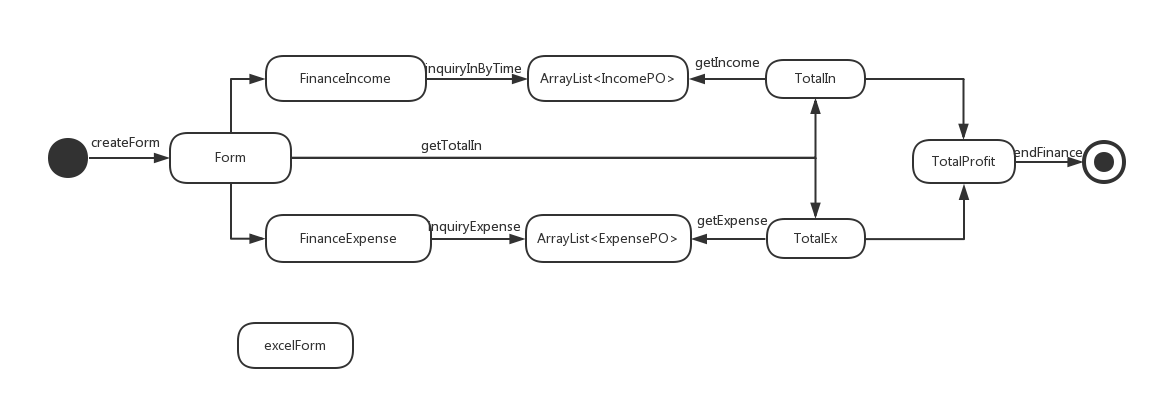 FinanceIncome
inquiryInByTime
ArrayList<IncomePO>
getIncome
TotalIn
createForm
Form
getTotalIn
TotalProfit
endFinance
FinanceExpense
inquiryExpense
ArrayList<ExpensePO>
getExpense
TotalEx
excelForm